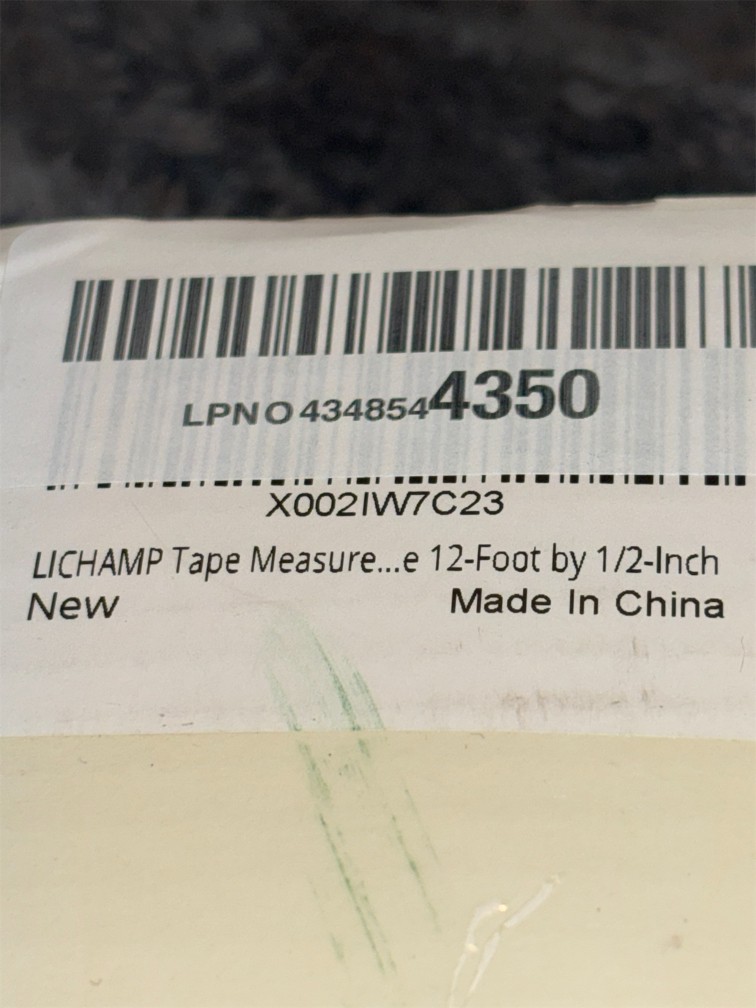 LPNO4348544350
X002IW7C23
LICHAMP Tape Measure...e 12-Foot by 1/2-Inch
New Made In China